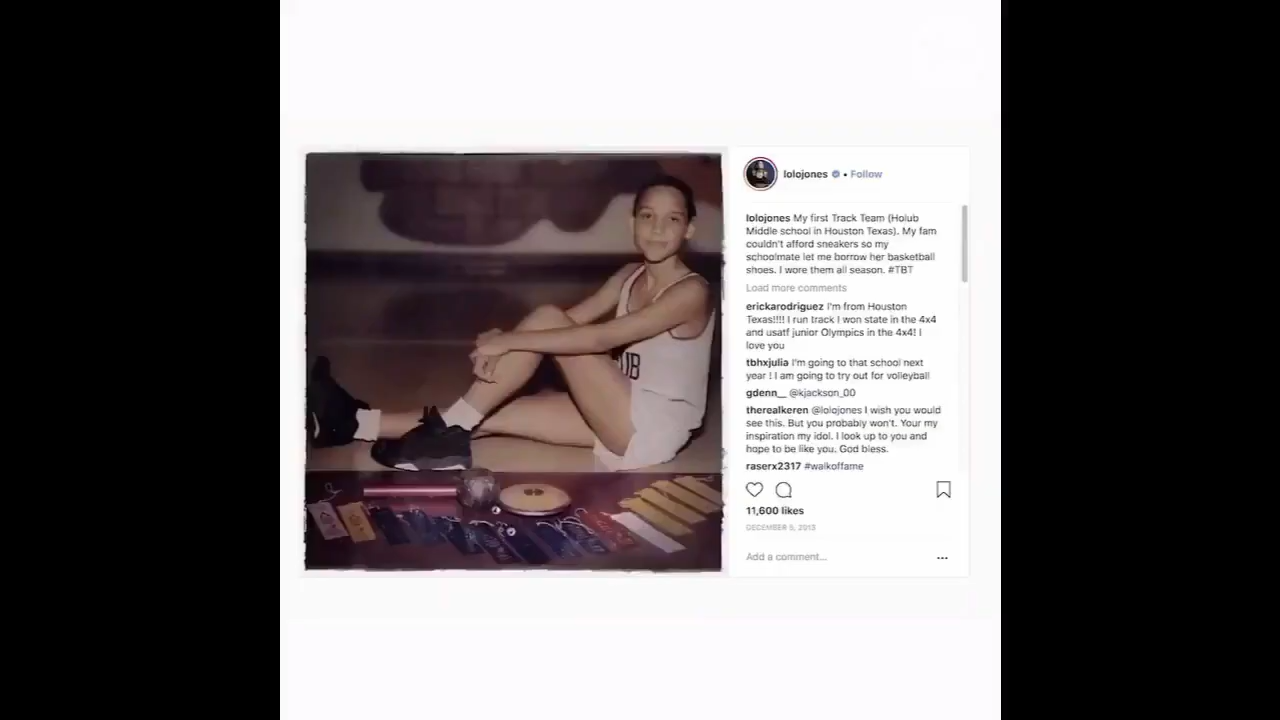 lolojones • Follow
lolojones My first Track Team (Holub
Middle school in Houston Texas). My fam
couldn't afford sneakers so my
schoolmate let me borrow her basketball
shoes. I wore them all season. #TBT
Load more comments
erickarodriguez I'm from Houston
Texas!!!! I run track I won state in the 4x4
and usatf junior Olympics in the 4x4! I
love you
tbhxjulia I'm going to that school next
year ! I am going to try out for volleyball
gdenn__ @kjackson_00
therealkeren @lolojones I wish you would
see this. But you probably won't. Your my
inspiration my idol. I look up to you and
hope to be like you. God bless.
raserx2317 #walkoffame
11,600 likes
DECEMBER 5, 2013
Add a comment...
UB